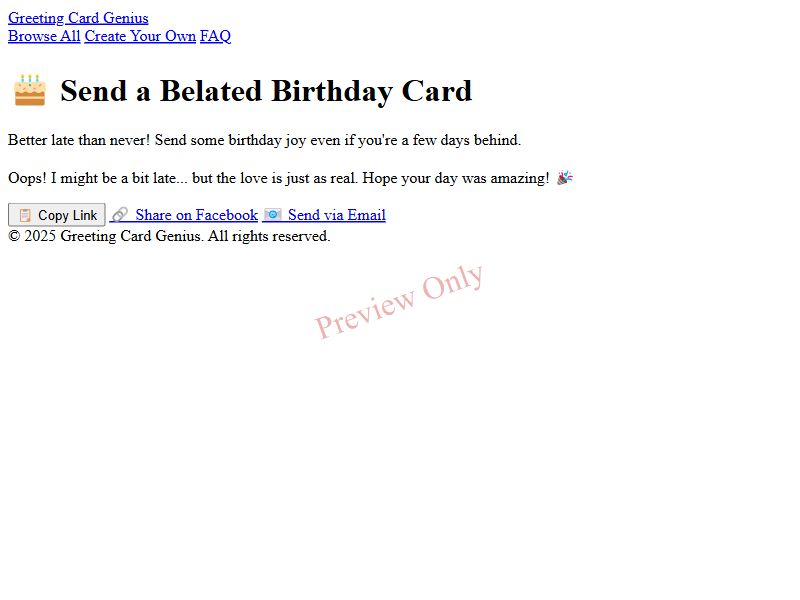 Greeting Card Genius
Browse All Create Your Own FAQ
🎂 Send a Belated Birthday Card
Better late than never! Send some birthday joy even if you're a few days behind.
Oops! I might be a bit late... but the love is just as real. Hope your day was amazing! 🎉
📋 Copy Link 🔗 Share on Facebook 📧 Send via Email
© 2025 Greeting Card Genius. All rights reserved.
Preview Only